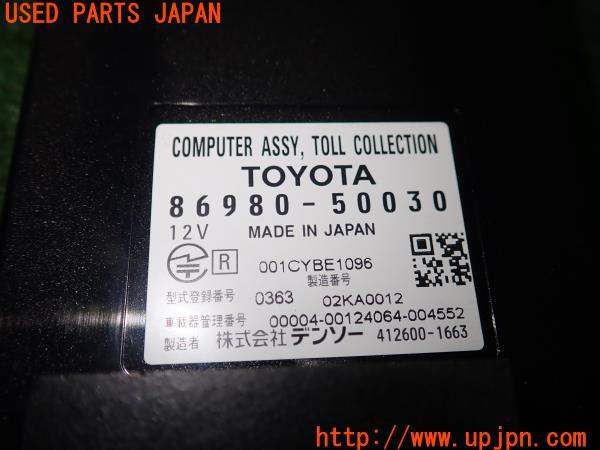 USED PARTS JAPAN
COMPUTER ASSY, TOLL COLLECTION
TOYOTA
86980-50030
12V MADE IN JAPAN
R 001CYBE1096
製造番号
型式登録番号 0363 02KA0012
車載器管理番号 00004-00124064-004552
製造者 株式会社デンソー 412600-1663
http://www.upjpn.com/